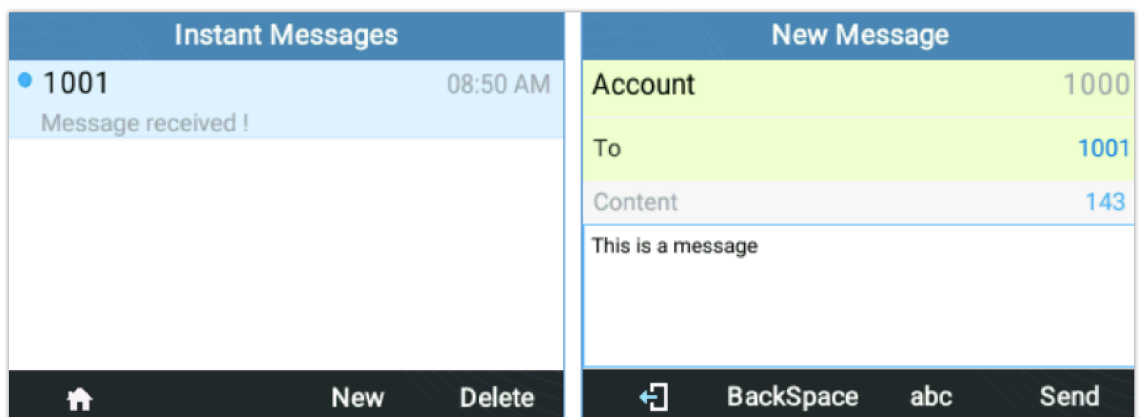 Instant Messages
1001 08:50 AM
Message received !
New Delete
New Message
Account 1000
To 1001
Content 143
This is a message
BackSpace abc Send